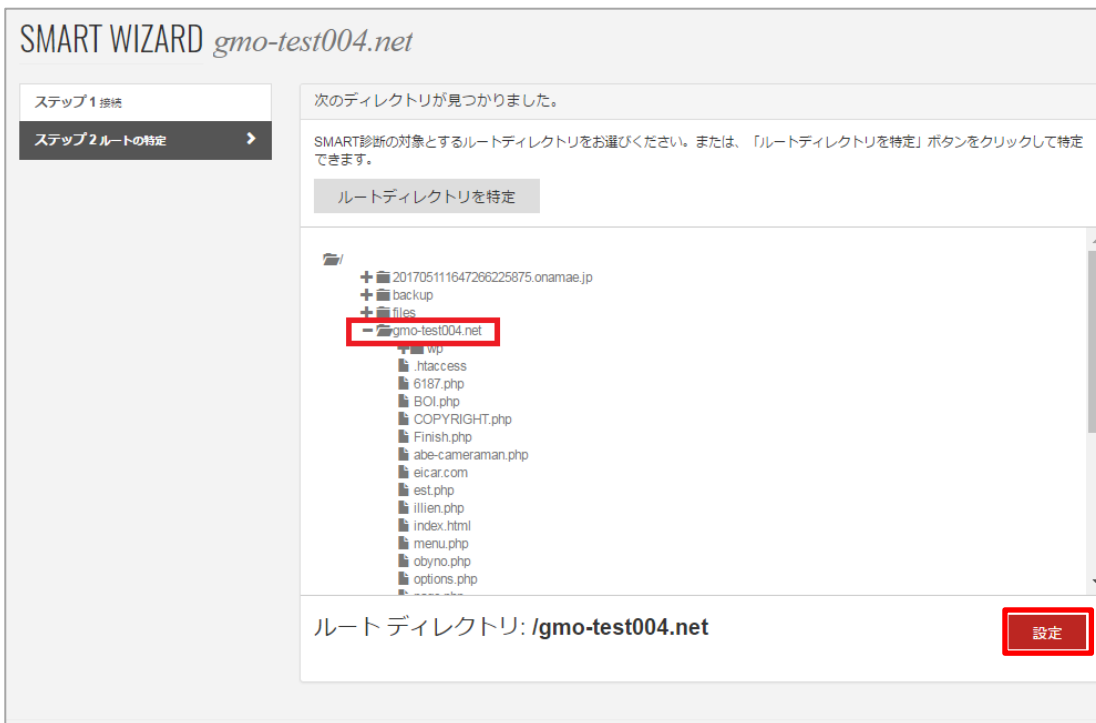 SMART WIZARD gmo-test004.net
ステップ1 接続
ステップ2 ルートの特定
次のディレクトリが見つかりました。
SMART診断の対象とするルートディレクトリをお選びください。または、「ルートディレクトリを特定」ボタンをクリックして特定
できます。
ルートディレクトリを特定
/
201705111647266225875.onamae.jp
backup
files
gmo-test004.net
wp
.htaccess
6187.php
BOI.php
COPYRIGHT.php
Finish.php
abe-cameraman.php
eicar.com
est.php
illien.php
index.html
menu.php
obyno.php
options.php
ルート ディレクトリ: /gmo-test004.net
設定